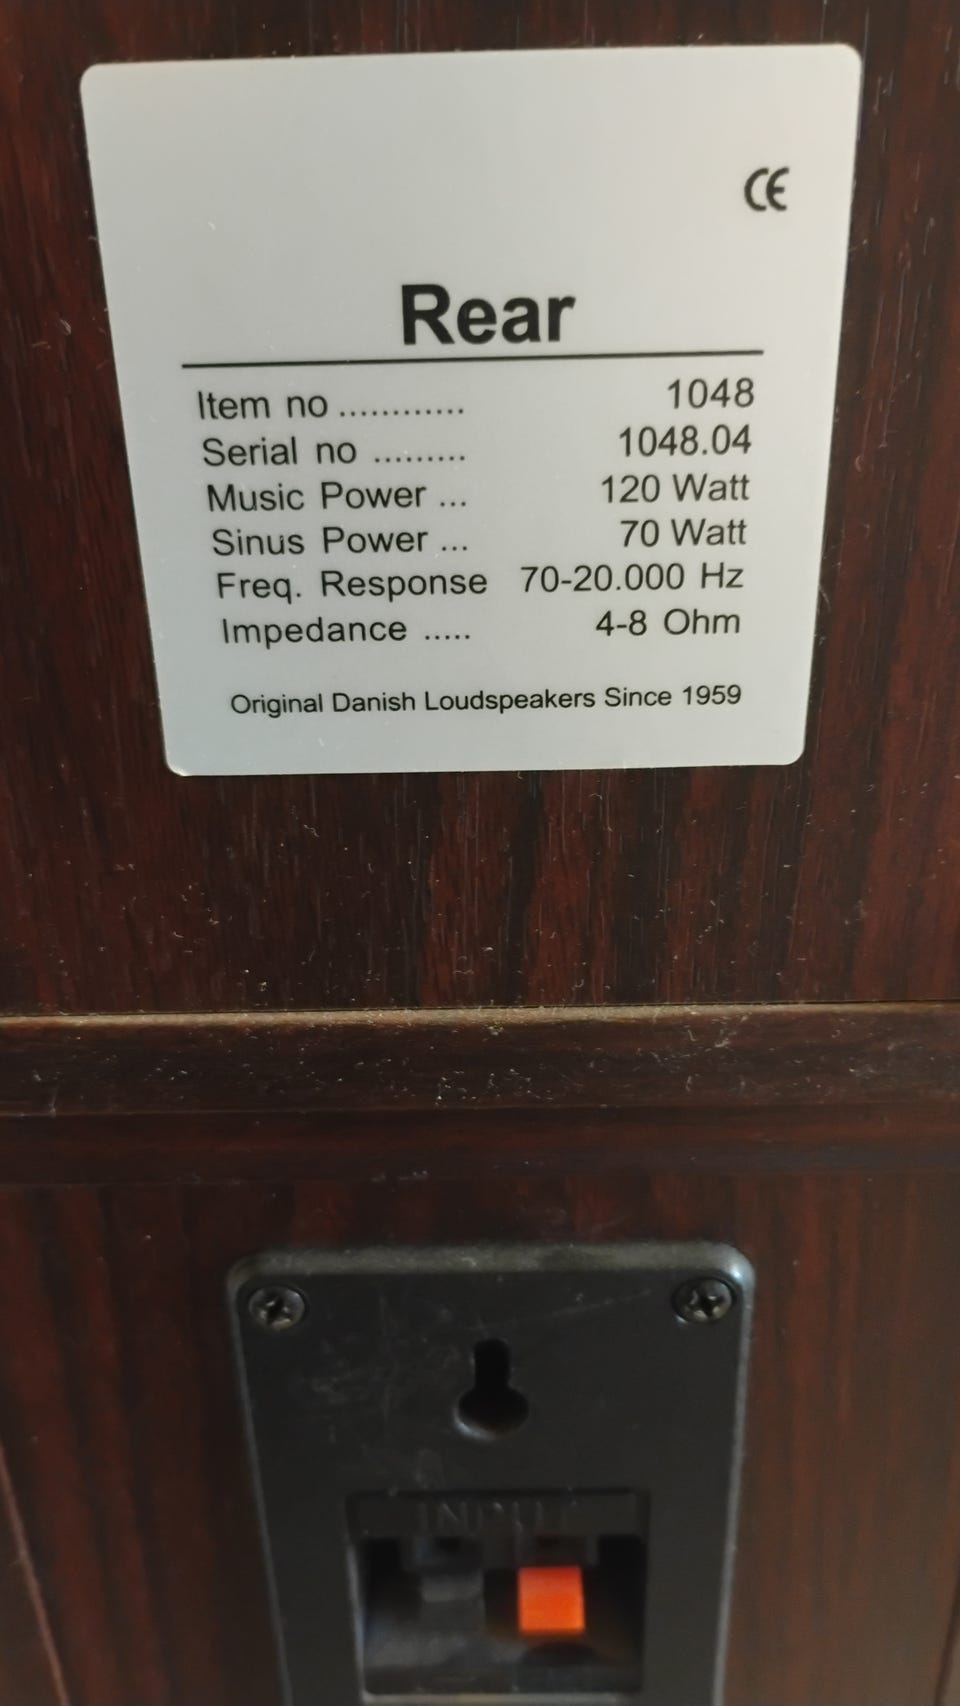 CE
Rear
Item no ............ 1048
Serial no ......... 1048.04
Music Power ... 120 Watt
Sinus Power ... 70 Watt
Freq. Response 70-20.000 Hz
Impedance ..... 4-8 Ohm
Original Danish Loudspeakers Since 1959
INPUT